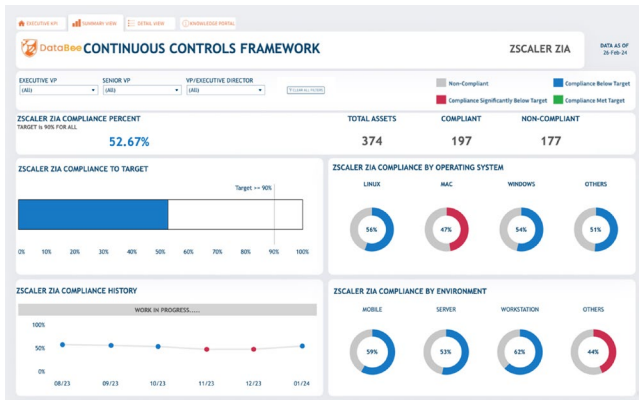 EXECUTIVE KPI SUMMARY VIEW DETAIL VIEW KNOWLEDGE PORTAL
DataBee CONTINUOUS CONTROLS FRAMEWORK ZSCALER ZIA DATA AS OF
26-Feb-24
EXECUTIVE VP SENIOR VP VP/EXECUTIVE DIRECTOR
(All) (All) (All) CLEAR ALL FILTERS
Non-Compliant Compliance Below Target
Compliance Significantly Below Target Compliance Met Target
ZSCALER ZIA COMPLIANCE PERCENT TOTAL ASSETS COMPLIANT NON-COMPLIANT
TARGET is 90% FOR ALL
52.67% 374 197 177
ZSCALER ZIA COMPLIANCE TO TARGET
Target >= 90%
0% 10% 20% 30% 40% 50% 60% 70% 80% 90% 100%
ZSCALER ZIA COMPLIANCE BY OPERATING SYSTEM
LINUX MAC WINDOWS OTHERS
56% 47% 54% 51%
ZSCALER ZIA COMPLIANCE HISTORY
WORK IN PROGRESS.....
100%
50%
0%
08/23 09/23 10/23 11/23 12/23 01/24
ZSCALER ZIA COMPLIANCE BY ENVIRONMENT
MOBILE SERVER WORKSTATION OTHERS
59% 53% 62% 44%